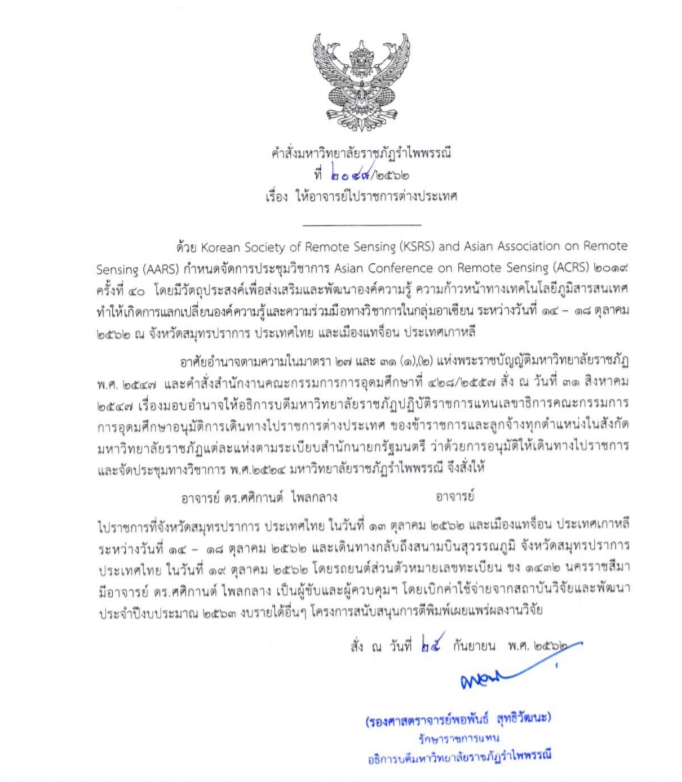 คำสั่งมหาวิทยาลัยราชภัฏรำไพพรรณี
ที่ ๒๐๔๗/๒๕๖๒
เรื่อง ให้อาจารย์ไปราชการต่างประเทศ
ด้วย Korean Society of Remote Sensing (KSRS) and Asian Association on Remote
Sensing (AARS) กำหนดจัดการประชุมวิชาการ Asian Conference on Remote Sensing (ACRS) ๒๐๑๙
ครั้งที่ ๔๐ โดยมีวัตถุประสงค์เพื่อส่งเสริมและพัฒนาองค์ความรู้ ความก้าวหน้าทางเทคโนโลยีภูมิสารสนเทศ
ทำให้เกิดการแลกเปลี่ยนองค์ความรู้และความร่วมมือทางวิชาการในกลุ่มอาเซียน ระหว่างวันที่ ๑๔ – ๑๘ ตุลาคม
๒๕๖๒ ณ จังหวัดสมุทรปราการ ประเทศไทย และเมืองแทจ็อน ประเทศเกาหลี
อาศัยอำนาจตามความในมาตรา ๒๗ และ ๓๑ (๑),(๒) แห่งพระราชบัญญัติมหาวิทยาลัยราชภัฏ
พ.ศ. ๒๕๔๗ และคำสั่งสำนักงานคณะกรรมการการอุดมศึกษาที่ ๔๒๘/๒๕๕๗ สั่ง ณ วันที่ ๓๑ สิงหาคม
๒๕๔๗ เรื่องมอบอำนาจให้อธิการบดีมหาวิทยาลัยราชภัฏปฏิบัติราชการแทนเลขาธิการคณะกรรมการ
การอุดมศึกษาอนุมัติการเดินทางไปราชการต่างประเทศ ของข้าราชการและลูกจ้างทุกตำแหน่งในสังกัด
มหาวิทยาลัยราชภัฏแต่ละแห่งตามระเบียบสำนักนายกรัฐมนตรี ว่าด้วยการอนุมัติให้เดินทางไปราชการ
และจัดประชุมทางวิชาการ พ.ศ.๒๕๒๔ มหาวิทยาลัยราชภัฏรำไพพรรณี จึงสั่งให้
อาจารย์ ดร.ศศิกานต์ ไพลกลาง อาจารย์
ไปราชการที่จังหวัดสมุทรปราการ ประเทศไทย ในวันที่ ๑๓ ตุลาคม ๒๕๖๒ และเมืองแทจ็อน ประเทศเกาหลี
ระหว่างวันที่ ๑๔ – ๑๘ ตุลาคม ๒๕๖๒ และเดินทางกลับถึงสนามบินสุวรรณภูมิ จังหวัดสมุทรปราการ
ประเทศไทย ในวันที่ ๑๙ ตุลาคม ๒๕๖๒ โดยรถยนต์ส่วนตัวหมายเลขทะเบียน ขง ๑๔๓๒ นครราชสีมา
มีอาจารย์ ดร.ศศิกานต์ ไพลกลาง เป็นผู้ขับและผู้ควบคุมฯ โดยเบิกค่าใช้จ่ายจากสถาบันวิจัยและพัฒนา
ประจำปีงบประมาณ ๒๕๖๓ งบรายได้อื่นๆ โครงการสนับสนุนการตีพิมพ์เผยแพร่ผลงานวิจัย
สั่ง ณ วันที่ ๒๔ กันยายน พ.ศ. ๒๕๖๒
(รองศาสตราจารย์พอพันธ์ สุทธิวัฒนะ)
รักษาราชการแทน
อธิการบดีมหาวิทยาลัยราชภัฏรำไพพรรณี